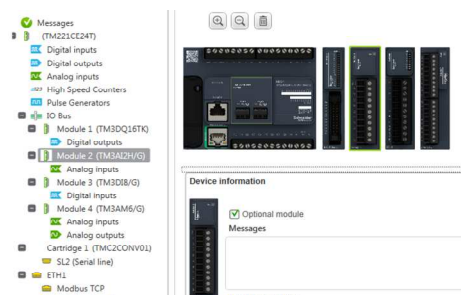 Messages
(TM221CE24T)
Digital inputs
Digital outputs
Analog inputs
High Speed Counters
Pulse Generators
IO Bus
Module 1 (TM3DQ16TK)
Digital outputs
Module 2 (TM3AI2H/G)
Analog inputs
Module 3 (TM3DI8/G)
Digital inputs
Module 4 (TM3AM6/G)
Analog inputs
Analog outputs
Cartridge 1 (TMC2CONV01)
SL2 (Serial line)
ETH1
Modbus TCP
Device information
Optional module
Messages